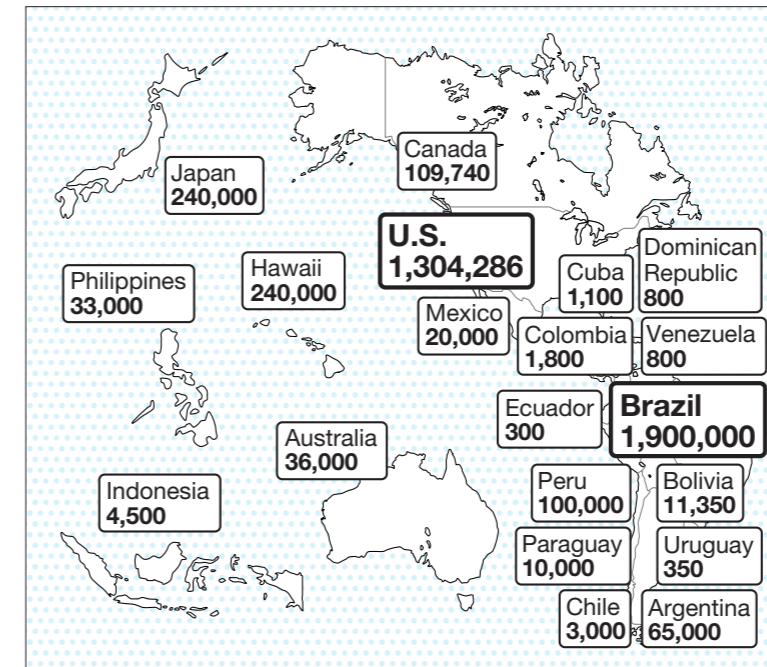 Canada
109,740
Japan
240,000
U.S.
1,304,286
Dominican
Republic
800
Cuba
1,100
Hawaii
240,000
Philippines
33,000
Mexico
20,000
Colombia
1,800
Venezuela
800
Ecuador
300
Brazil
1,900,000
Australia
36,000
Indonesia
4,500
Peru
100,000
Bolivia
11,350
Paraguay
10,000
Uruguay
350
Chile
3,000
Argentina
65,000